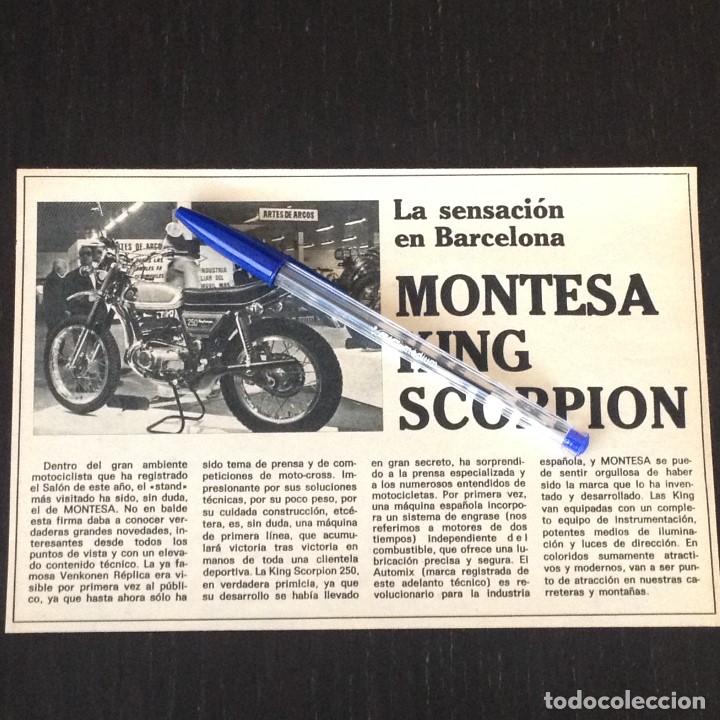 ARTES DE ARCOS
TES DE ARCO
INDUSTRIA
250
La sensación
en Barcelona
MONTESA
KING
SCORPION
Dentro del gran ambiente
motociclista que ha registrado
el Salón de este año, el «stand»
más visitado ha sido, sin duda,
el de MONTESA. No en balde
esta firma daba a conocer ver-
daderas grandes novedades, in-
teresantes desde todos los
puntos de vista y con un eleva-
do contenido técnico. La ya fa-
mosa Venkonen Réplica era vi-
sible por primera vez al públi-
co, ya que hasta ahora sólo ha
sido tema de prensa y de com-
peticiones de moto-cross. Im-
presionante por sus soluciones
técnicas, por su poco peso, por
su cuidada construcción, etcé-
tera, es, sin duda, una máquina
de primera línea, que acumu-
lará victoria tras victoria en
manos de toda una clientela
deportiva. La King Scorpion 250,
en verdadera primicia, ya que
su desarrollo se había llevado
en gran secreto, ha sorprendi-
do a la prensa especializada y
a los numerosos entendidos de
motocicletas. Por primera vez,
una máquina española incorpo-
ra un sistema de engrase (nos
referimos a motores de dos
tiempos) independiente del
combustible, que ofrece una lu-
bricación precisa y segura. El
Automix (marca registrada de
este adelanto técnico) es re-
volucionario para la industria
española, y MONTESA se pue-
de sentir orgullosa de haber
sido la marca que lo ha inven-
tado y desarrollado. Las King
van equipadas con un comple-
to equipo de instrumentación,
potentes medios de ilumina-
ción y luces de dirección. En
coloridos sumamente atracti-
vos y modernos, van a ser pun-
to de atracción en nuestras ca-
rreteras y montañas.
todocoleccion